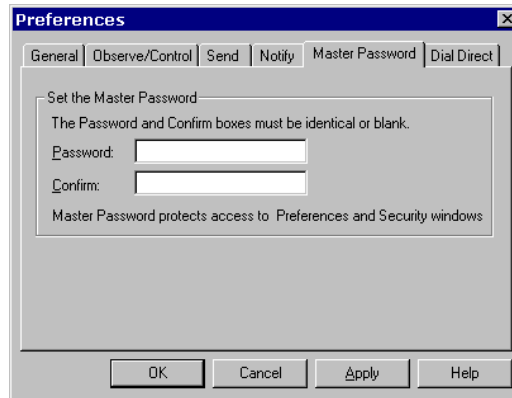 Preferences
General Observe/Control Send Notify Master Password Dial Direct
Set the Master Password
The Password and Confirm boxes must be identical or blank.
Password:
Confirm:
Master Password protects access to Preferences and Security windows
OK Cancel Apply Help